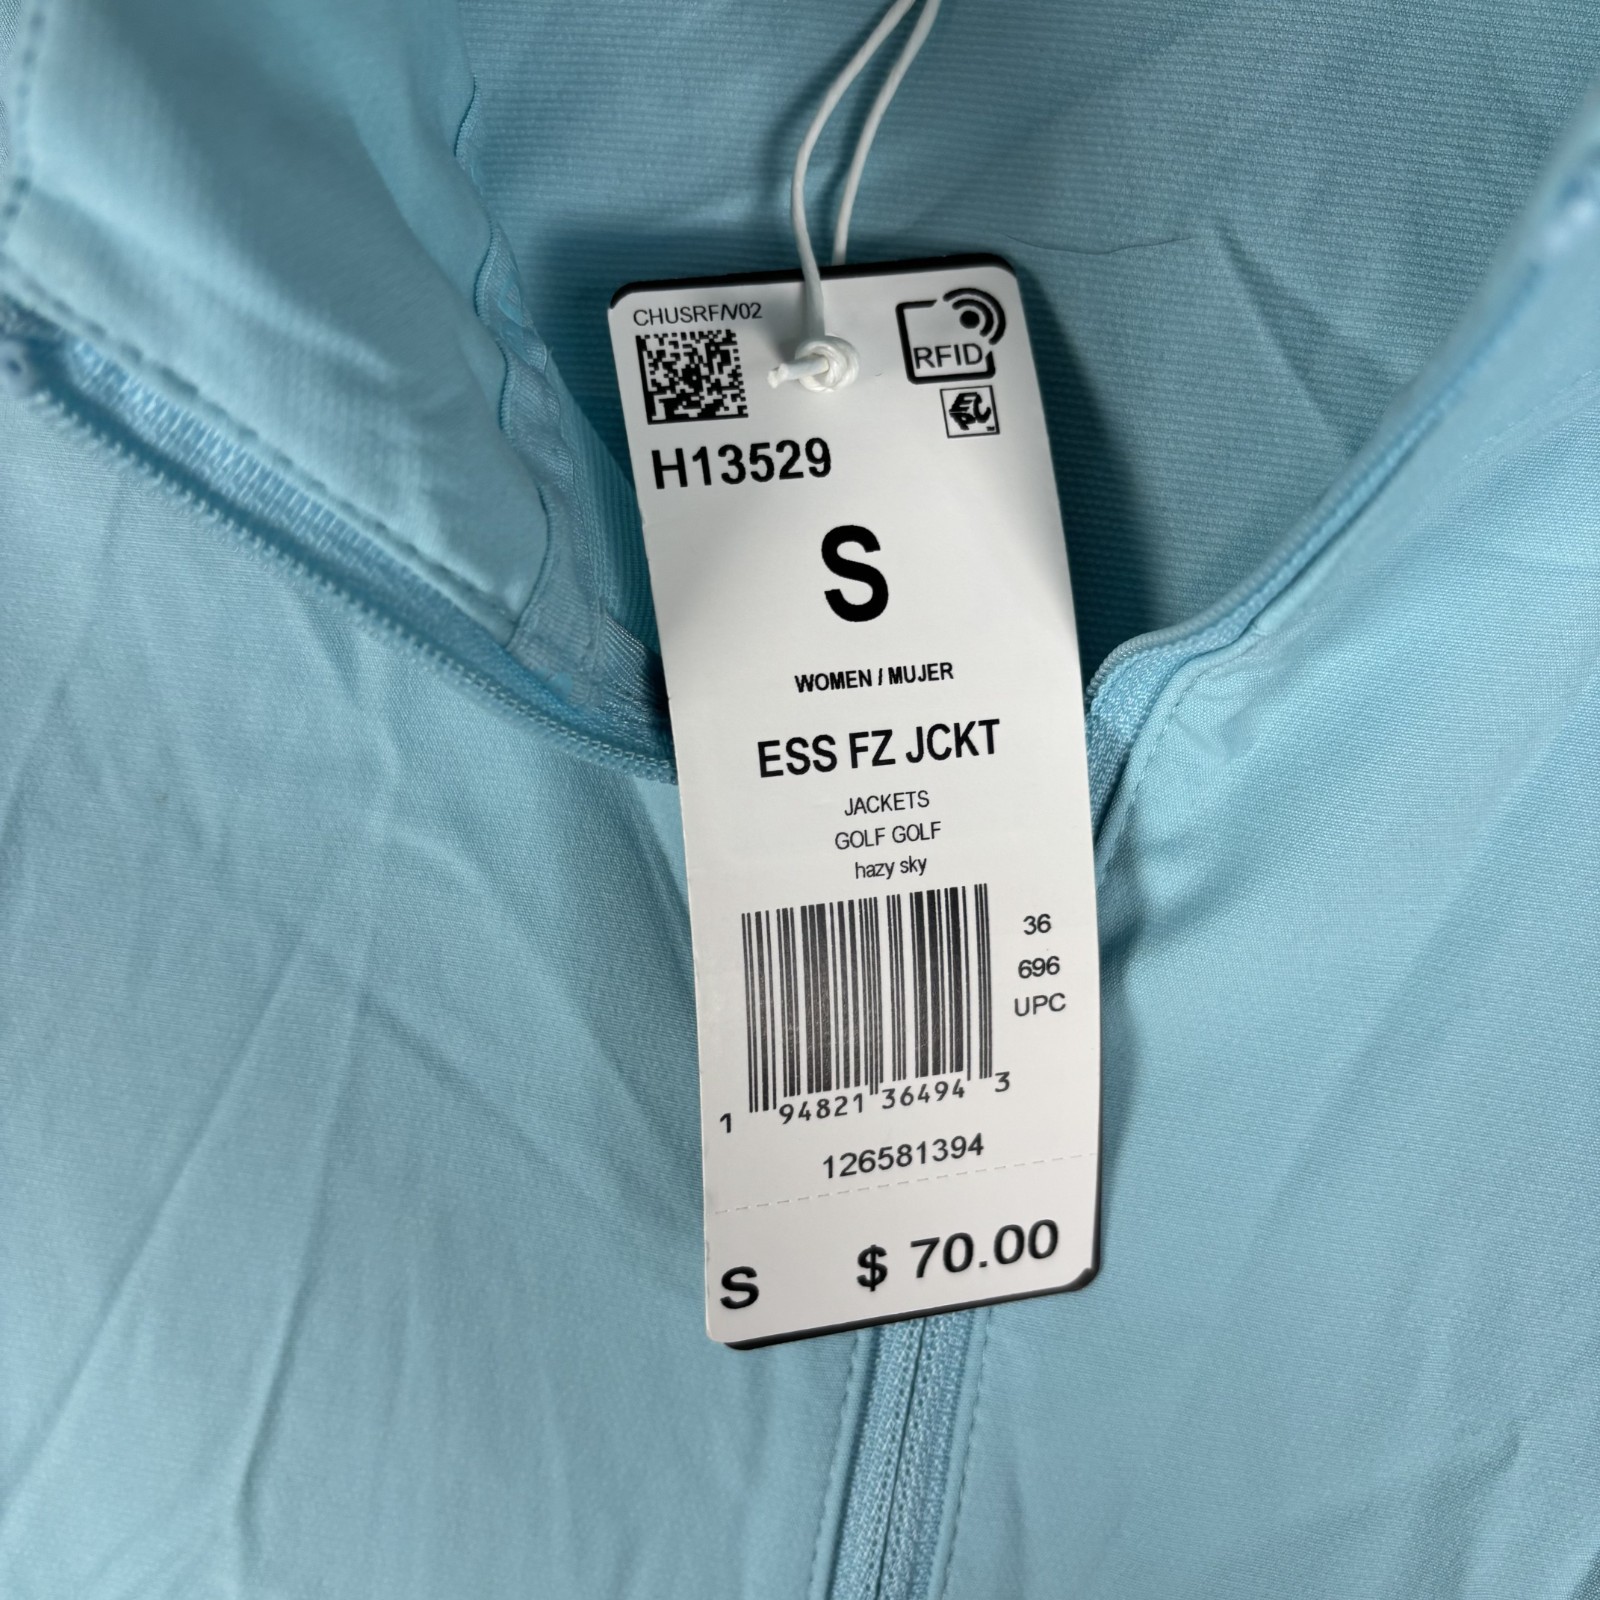 CHUSRF/V02
RFID
EPC
H13529
S
WOMEN / MUJER
ESS FZ JCKT
JACKETS
GOLF GOLF
hazy sky
36
696
UPC
1 94821 36494 3
126581394
S $ 70.00